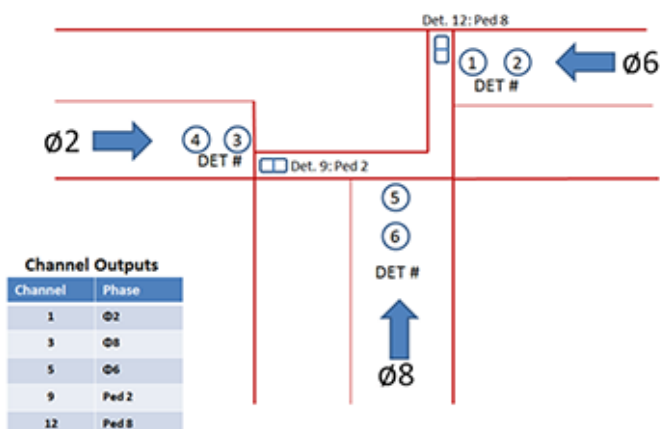 Det. 12: Ped 8
1 2
DET #
Ø6
Ø2
4 3
DET #
Det. 9: Ped 2
5
6
DET #
Ø8
Channel Outputs
Channel Phase
1 Φ2
3 Φ8
5 Φ6
9 Ped 2
12 Ped 8